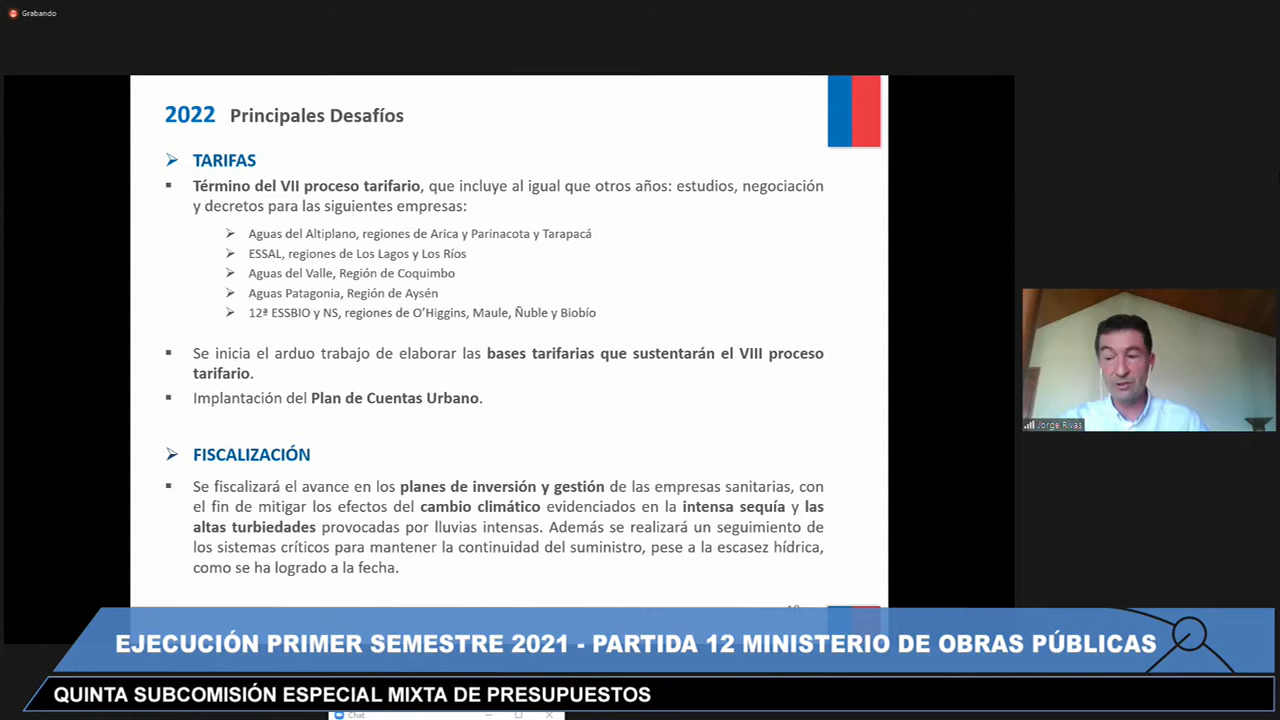 Grabando
2022 Principales Desafíos
TARIFAS
Término del VII proceso tarifario, que incluye al igual que otros años: estudios, negociación
y decretos para las siguientes empresas:
Aguas del Altiplano, regiones de Arica y Parinacota y Tarapacá
ESSAL, regiones de Los Lagos y Los Ríos
Aguas del Valle, Región de Coquimbo
Aguas Patagonia, Región de Aysén
12ª ESSBIO y NS, regiones de O’Higgins, Maule, Ñuble y Biobío
Se inicia el arduo trabajo de elaborar las bases tarifarias que sustentarán el VIII proceso
tarifario.
Implantación del Plan de Cuentas Urbano.
FISCALIZACIÓN
Se fiscalizará el avance en los planes de inversión y gestión de las empresas sanitarias, con
el fin de mitigar los efectos del cambio climático evidenciados en la intensa sequía y las
altas turbiedades provocadas por lluvias intensas. Además se realizará un seguimiento de
los sistemas críticos para mantener la continuidad del suministro, pese a la escasez hídrica,
como se ha logrado a la fecha.
Jorge Rivas
EJECUCIÓN PRIMER SEMESTRE 2021 - PARTIDA 12 MINISTERIO DE OBRAS PÚBLICAS
QUINTA SUBCOMISIÓN ESPECIAL MIXTA DE PRESUPUESTOS
Chat